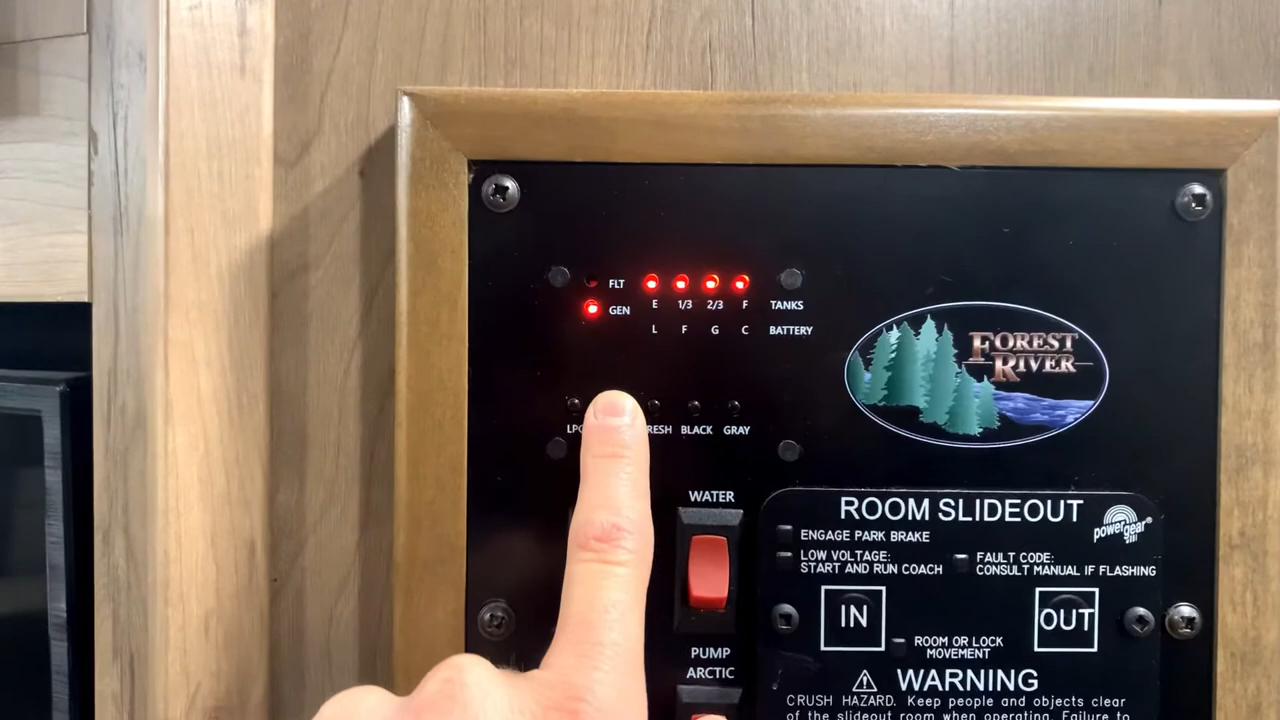 FLT
E 1/3 2/3 F TANKS
GEN
L F G C BATTERY
FOREST
RIVER
BLACK GRAY
WATER
ROOM SLIDEOUT
powergear®
ENGAGE PARK BRAKE
LOW VOLTAGE:
START AND RUN COACH
FAULT CODE:
CONSULT MANUAL IF FLASHING
IN
OUT
ROOM OR LOCK
MOVEMENT
PUMP
ARCTIC
WARNING
CRUSH HAZARD. Keep people and objects clear
of the slideout room when operating. Failure to